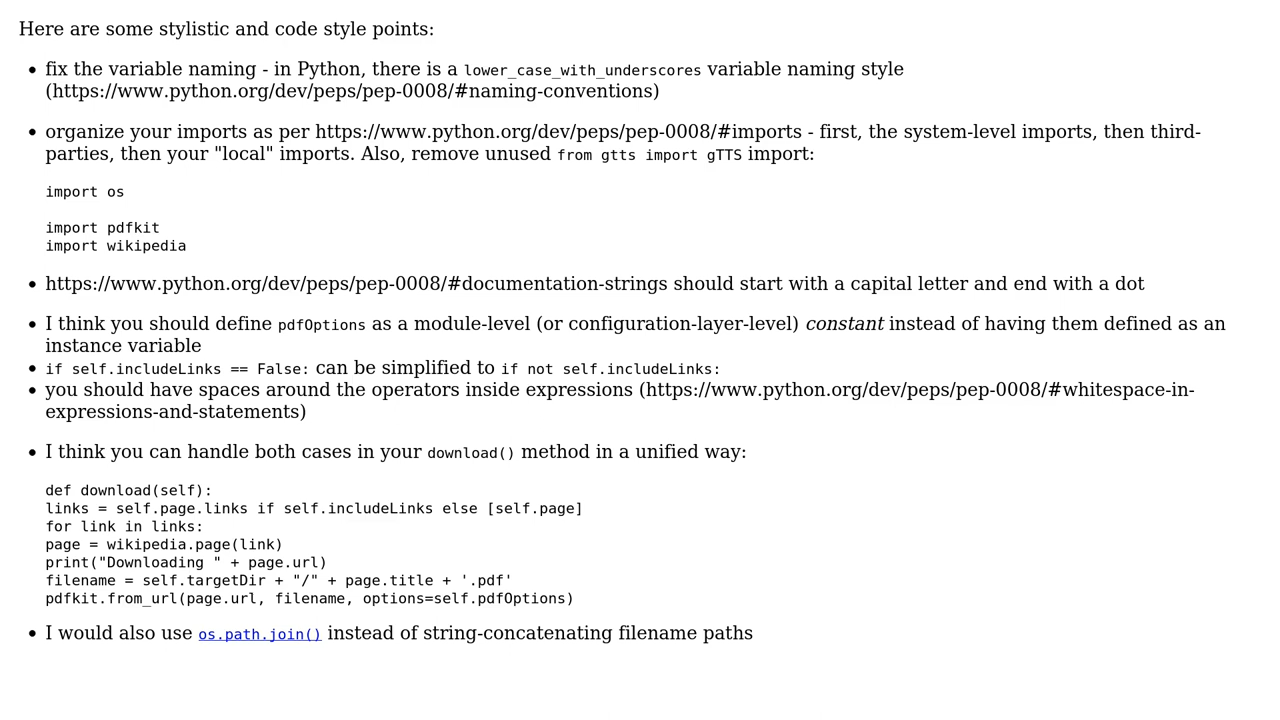 Here are some stylistic and code style points:
• fix the variable naming - in Python, there is a lower_case_with_underscores variable naming style
(https://www.python.org/dev/peps/pep-0008/#naming-conventions)
• organize your imports as per https://www.python.org/dev/peps/pep-0008/#imports - first, the system-level imports, then third-
parties, then your "local" imports. Also, remove unused from gtts import gTTS import:
import os
import pdfkit
import wikipedia
• https://www.python.org/dev/peps/pep-0008/#documentation-strings should start with a capital letter and end with a dot
• I think you should define pdfOptions as a module-level (or configuration-layer-level) constant instead of having them defined as an
instance variable
• if self.includeLinks == False: can be simplified to if not self.includeLinks:
• you should have spaces around the operators inside expressions (https://www.python.org/dev/peps/pep-0008/#whitespace-in-
expressions-and-statements)
• I think you can handle both cases in your download() method in a unified way:
def download(self):
links = self.page.links if self.includeLinks else [self.page]
for link in links:
page = wikipedia.page(link)
print("Downloading " + page.url)
filename = self.targetDir + "/" + page.title + '.pdf'
pdfkit.from_url(page.url, filename, options=self.pdfOptions)
• I would also use os.path.join() instead of string-concatenating filename paths